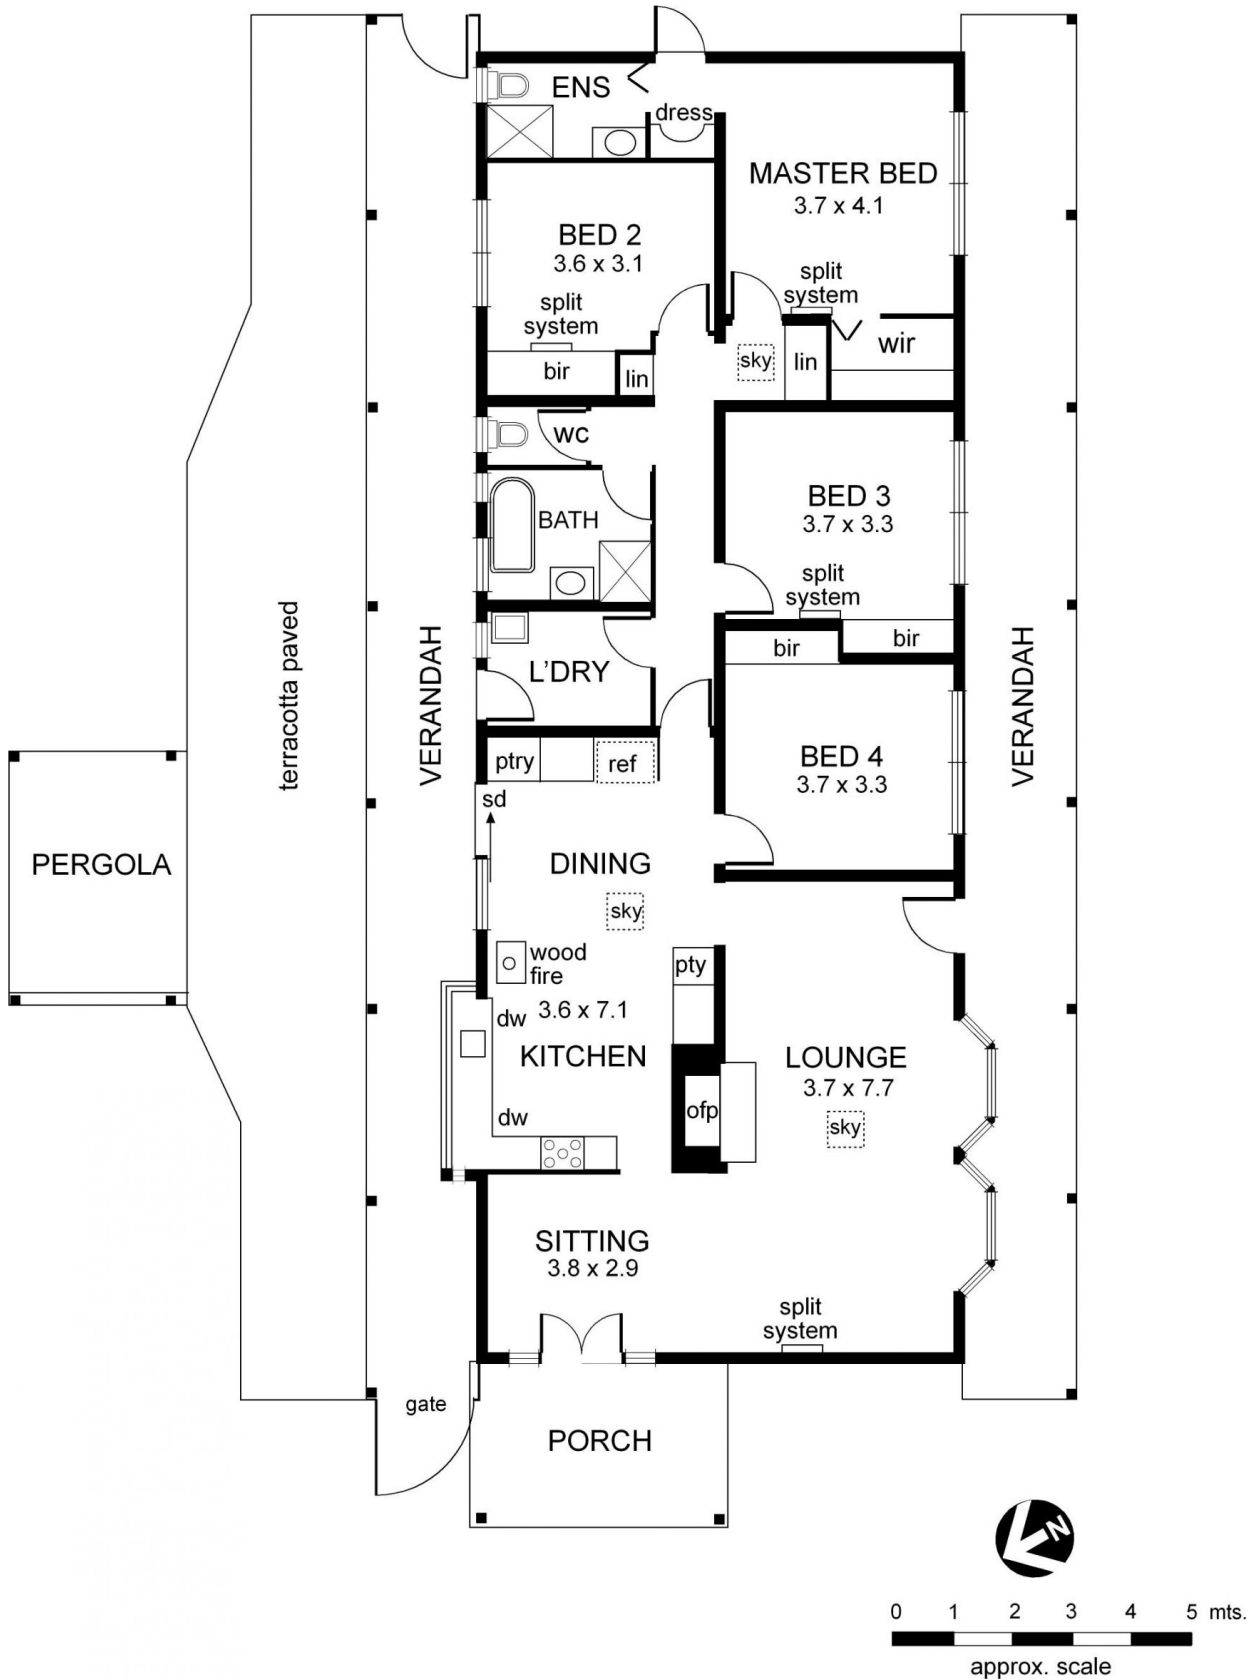 ENS
dress
MASTER BED
3.7 x 4.1
BED 2
3.6 x 3.1
split
system
split
system
bir
lin
sky
lin
wir
wc
BATH
BED 3
3.7 x 3.3
split
system
bir
bir
L'DRY
terracotta paved
VERANDAH
VERANDAH
ptry
ref
sd
BED 4
3.7 x 3.3
PERGOLA
DINING
sky
wood
fire
pty
3.6 x 7.1
dw
KITCHEN
dw
LOUNGE
3.7 x 7.7
ofp
sky
SITTING
3.8 x 2.9
split
system
gate
PORCH
N
0 1 2 3 4 5 mts.
approx. scale